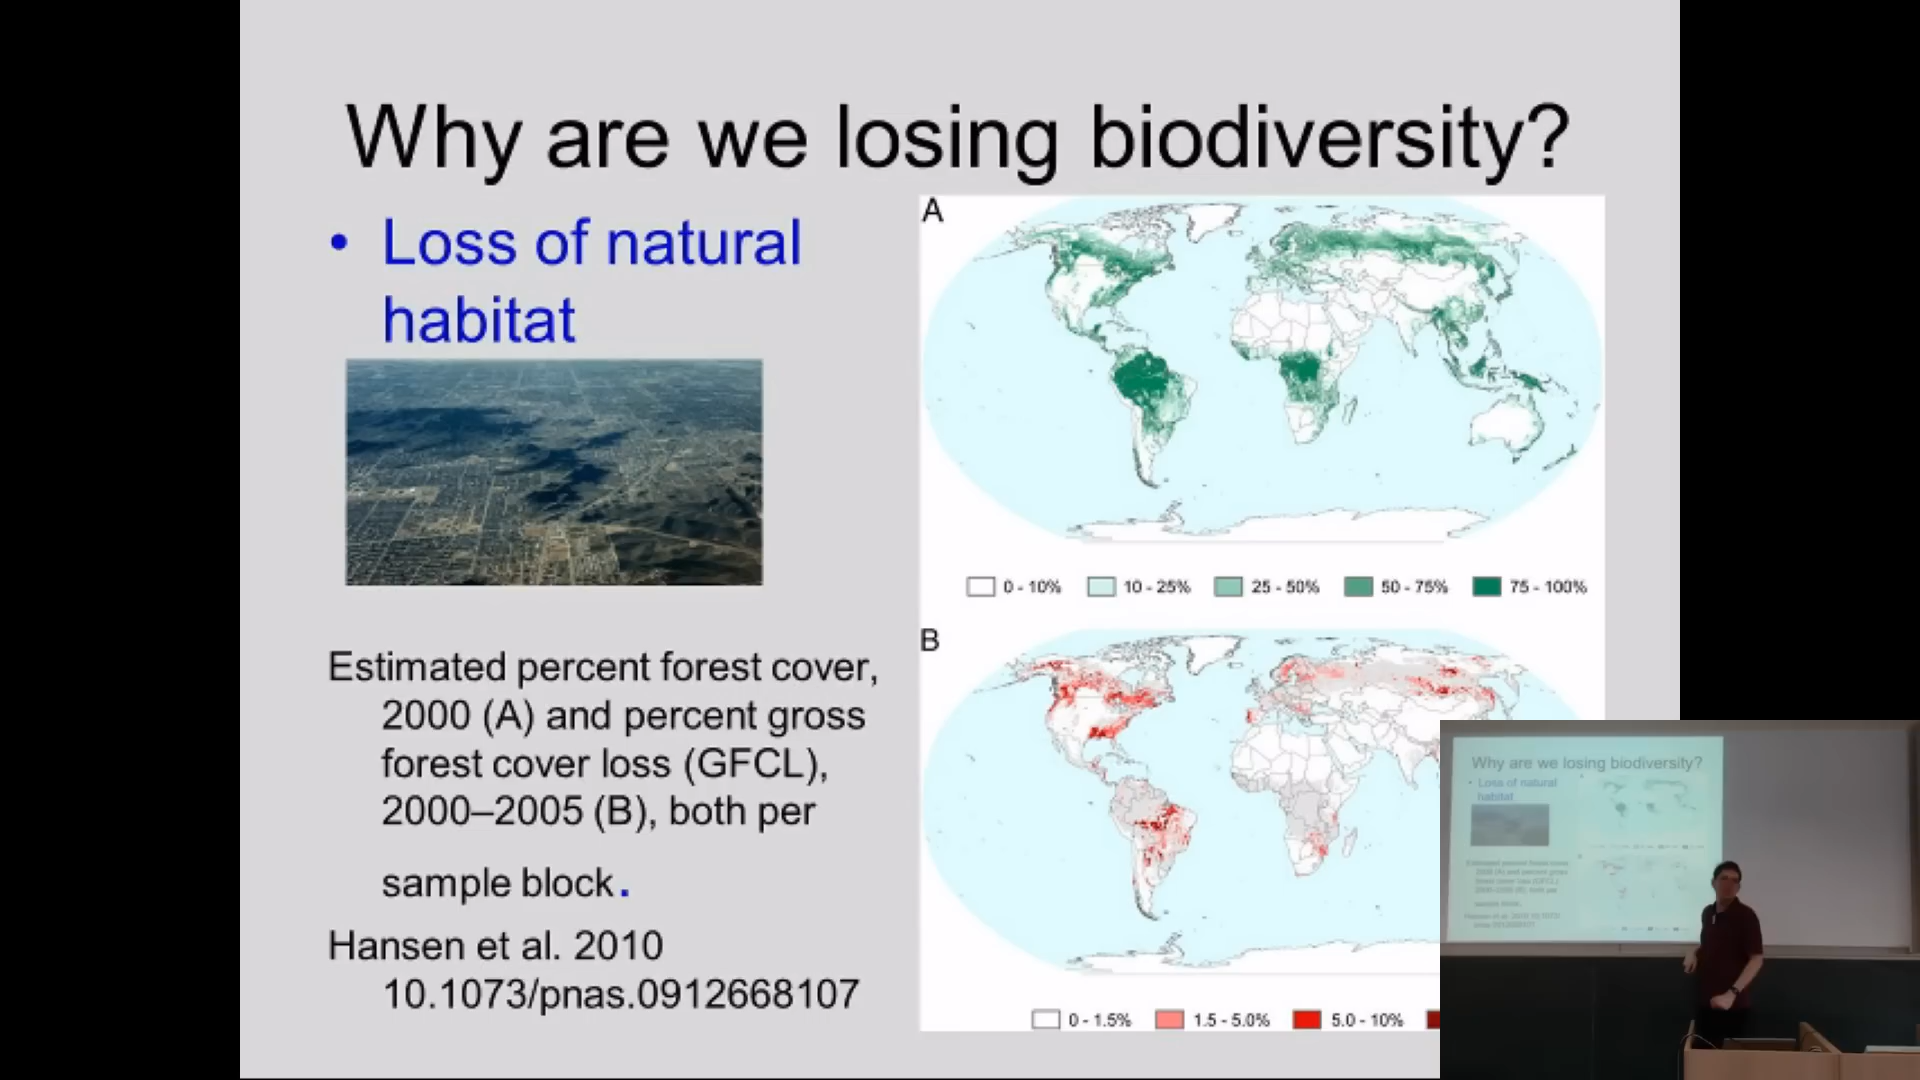 Why are we losing biodiversity?
• Loss of natural
habitat
Estimated percent forest cover,
2000 (A) and percent gross
forest cover loss (GFCL),
2000–2005 (B), both per
sample block.
Hansen et al. 2010
10.1073/pnas.0912668107
A
0 - 10% 10 - 25% 25 - 50% 50 - 75% 75 - 100%
B
0 - 1.5% 1.5 - 5.0% 5.0 - 10%
Why are we losing biodiversity?
• Loss of natural
habitat